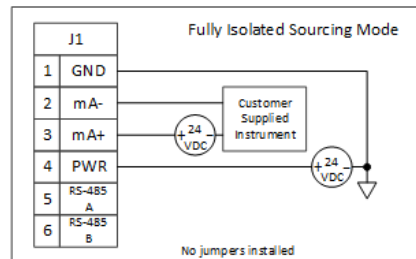 Fully Isolated Sourcing Mode
J1
1 GND
2 mA-
3 mA+
4 PWR
5 RS-485
A
6 RS-485
B
Customer
Supplied
Instrument
+ 24 -
VDC
+ 24 -
VDC
No jumpers installed